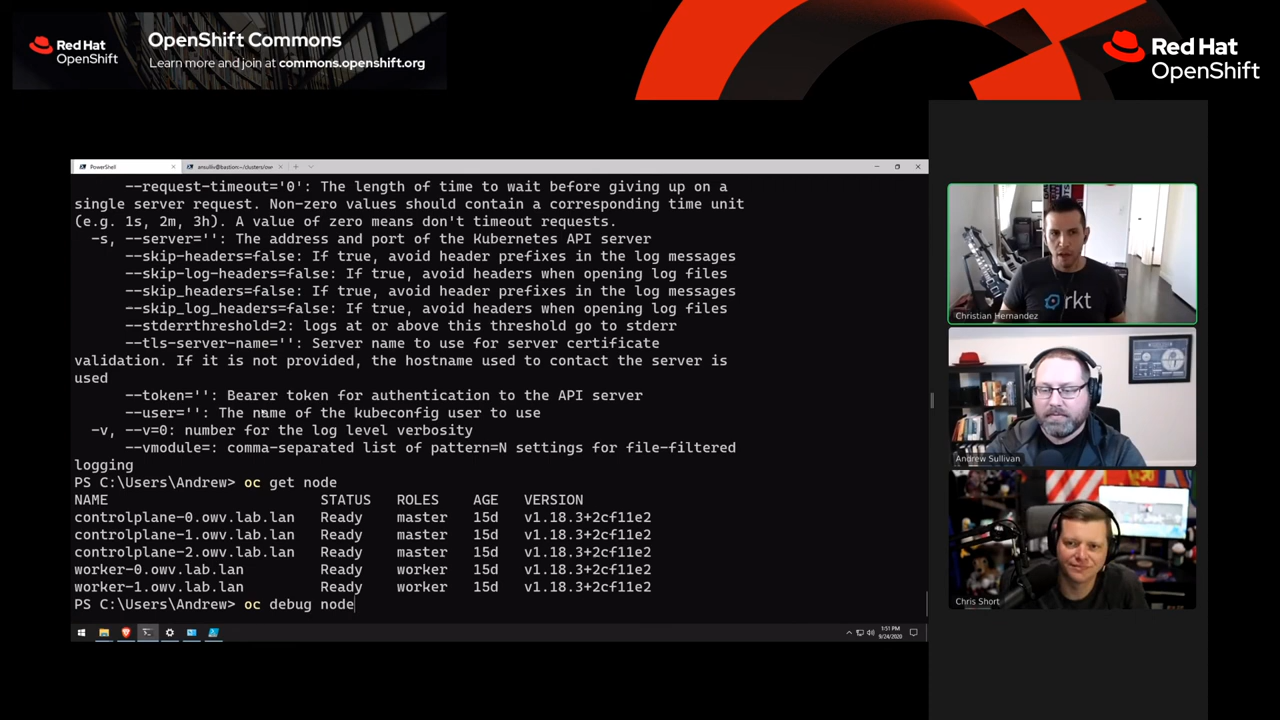 Red Hat
OpenShift
OpenShift Commons
Learn more and join at commons.openshift.org
Red Hat
OpenShift
PowerShell
ansulliv@bastion:~/clusters/owv
--request-timeout='0': The length of time to wait before giving up on a
single server request. Non-zero values should contain a corresponding time unit
(e.g. 1s, 2m, 3h). A value of zero means don't timeout requests.
-s, --server='': The address and port of the Kubernetes API server
--skip-headers=false: If true, avoid header prefixes in the log messages
--skip-log-headers=false: If true, avoid headers when opening log files
--skip_headers=false: If true, avoid header prefixes in the log messages
--skip_log_headers=false: If true, avoid headers when opening log files
--stderrthreshold=2: logs at or above this threshold go to stderr
--tls-server-name='': Server name to use for server certificate
validation. If it is not provided, the hostname used to contact the server is
used
--token='': Bearer token for authentication to the API server
--user='': The name of the kubeconfig user to use
-v, --v=0: number for the log level verbosity
--vmodule=: comma-separated list of pattern=N settings for file-filtered
logging
PS C:\Users\Andrew> oc get node
NAME STATUS ROLES AGE VERSION
controlplane-0.owv.lab.lan Ready master 15d v1.18.3+2cf11e2
controlplane-1.owv.lab.lan Ready master 15d v1.18.3+2cf11e2
controlplane-2.owv.lab.lan Ready master 15d v1.18.3+2cf11e2
worker-0.owv.lab.lan Ready worker 15d v1.18.3+2cf11e2
worker-1.owv.lab.lan Ready worker 15d v1.18.3+2cf11e2
PS C:\Users\Andrew> oc debug node
1:51 PM
9/24/2020
rkt
Christian Hernandez
Andrew Sullivan
Chris Short